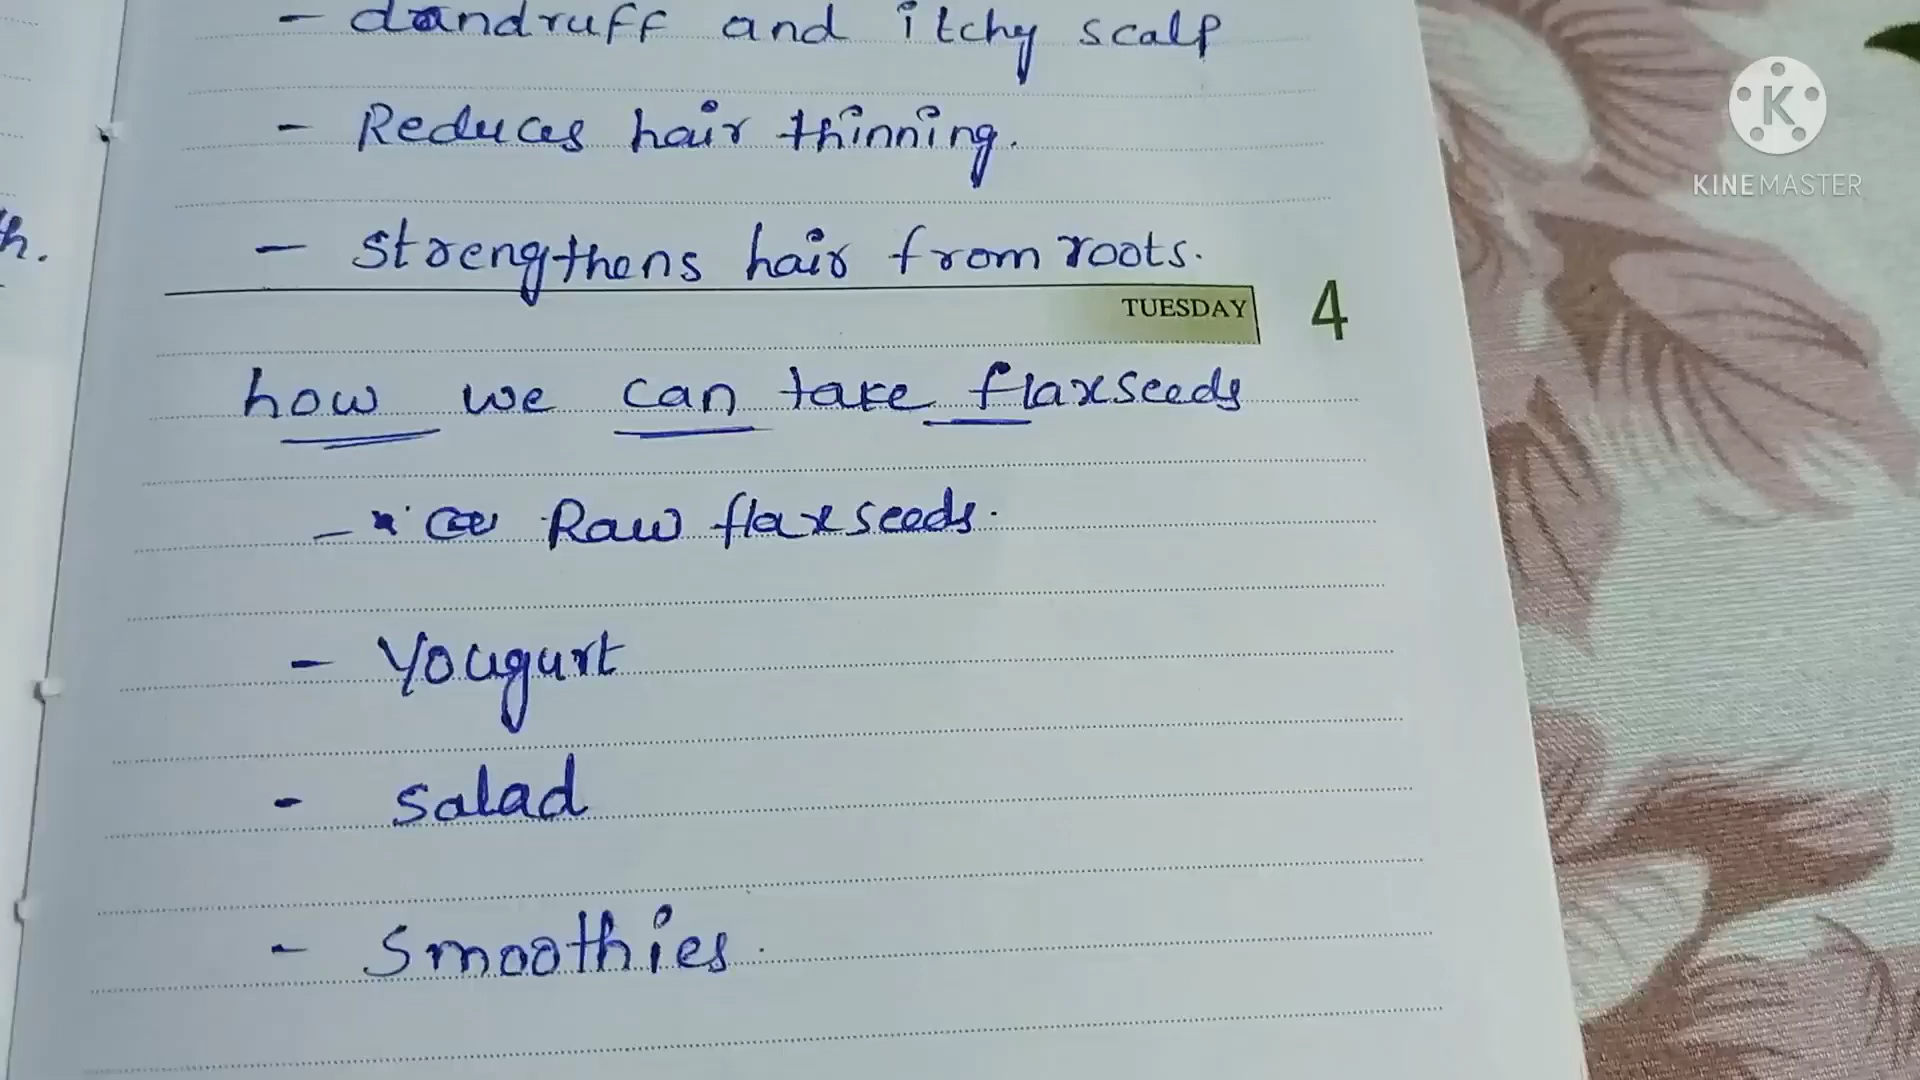 - dandruff and itchy scalp
- Reduces hair thinning.
h.
- Strengthens hair from roots.
TUESDAY 4
how we can take flaxseeds
- Raw flaxseeds.
- Yougurt
- Salad
- Smoothies.
K
KINEMASTER